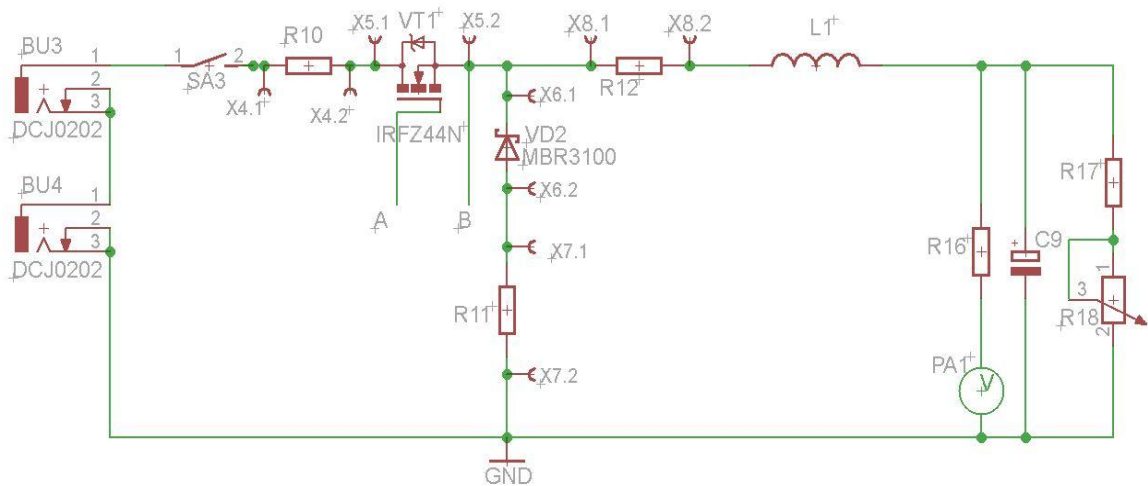 BU3
1
2
3
DCJ0202
BU4
1
2
3
DCJ0202
1
2
SA3
X4.1
R10
X4.2
X5.1
VT1
X5.2
IRFZ44N
A
B
X6.1
VD2
MBR3100
X6.2
X7.1
R11
X7.2
GND
X8.1
R12
X8.2
L1
R16
PA1
V
C9
R17
1
3
R18
2